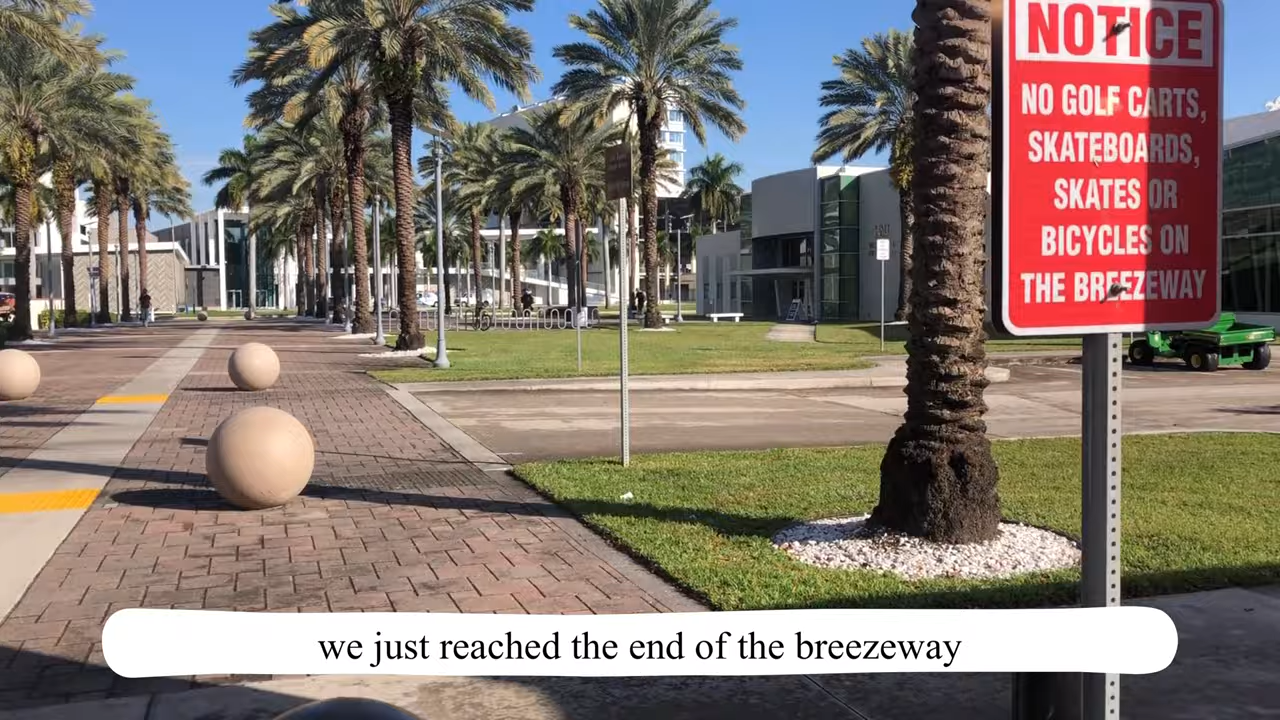 NOTICE
NO GOLF CARTS,
SKATEBOARDS,
SKATES OR
BICYCLES ON
THE BREEZEWAY
we just reached the end of the breezeway